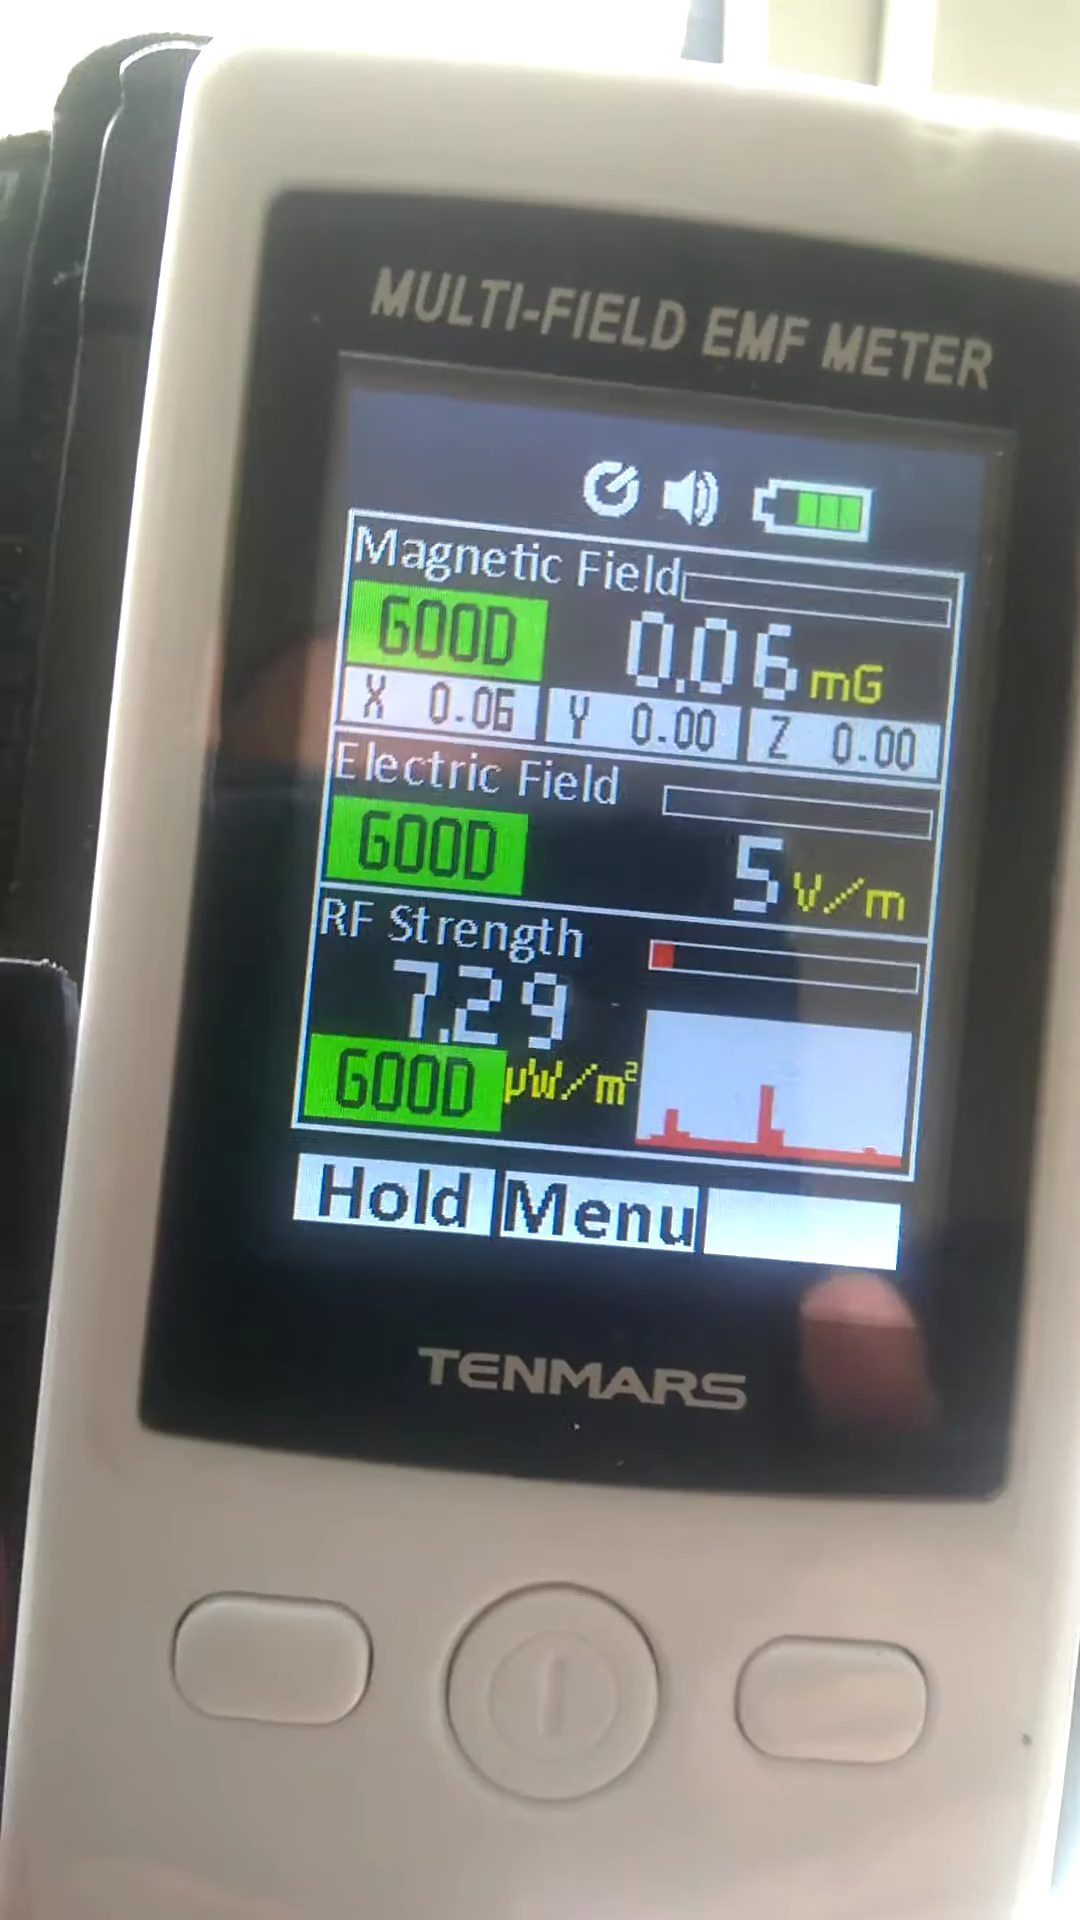 MULTI-FIELD EMF METER
Magnetic Field
GOOD 0.06 mG
X 0.06 Y 0.00 Z 0.00
Electric Field
GOOD 5 V/m
RF Strength
7.29
GOOD µW/m²
Hold Menu
TENMARS